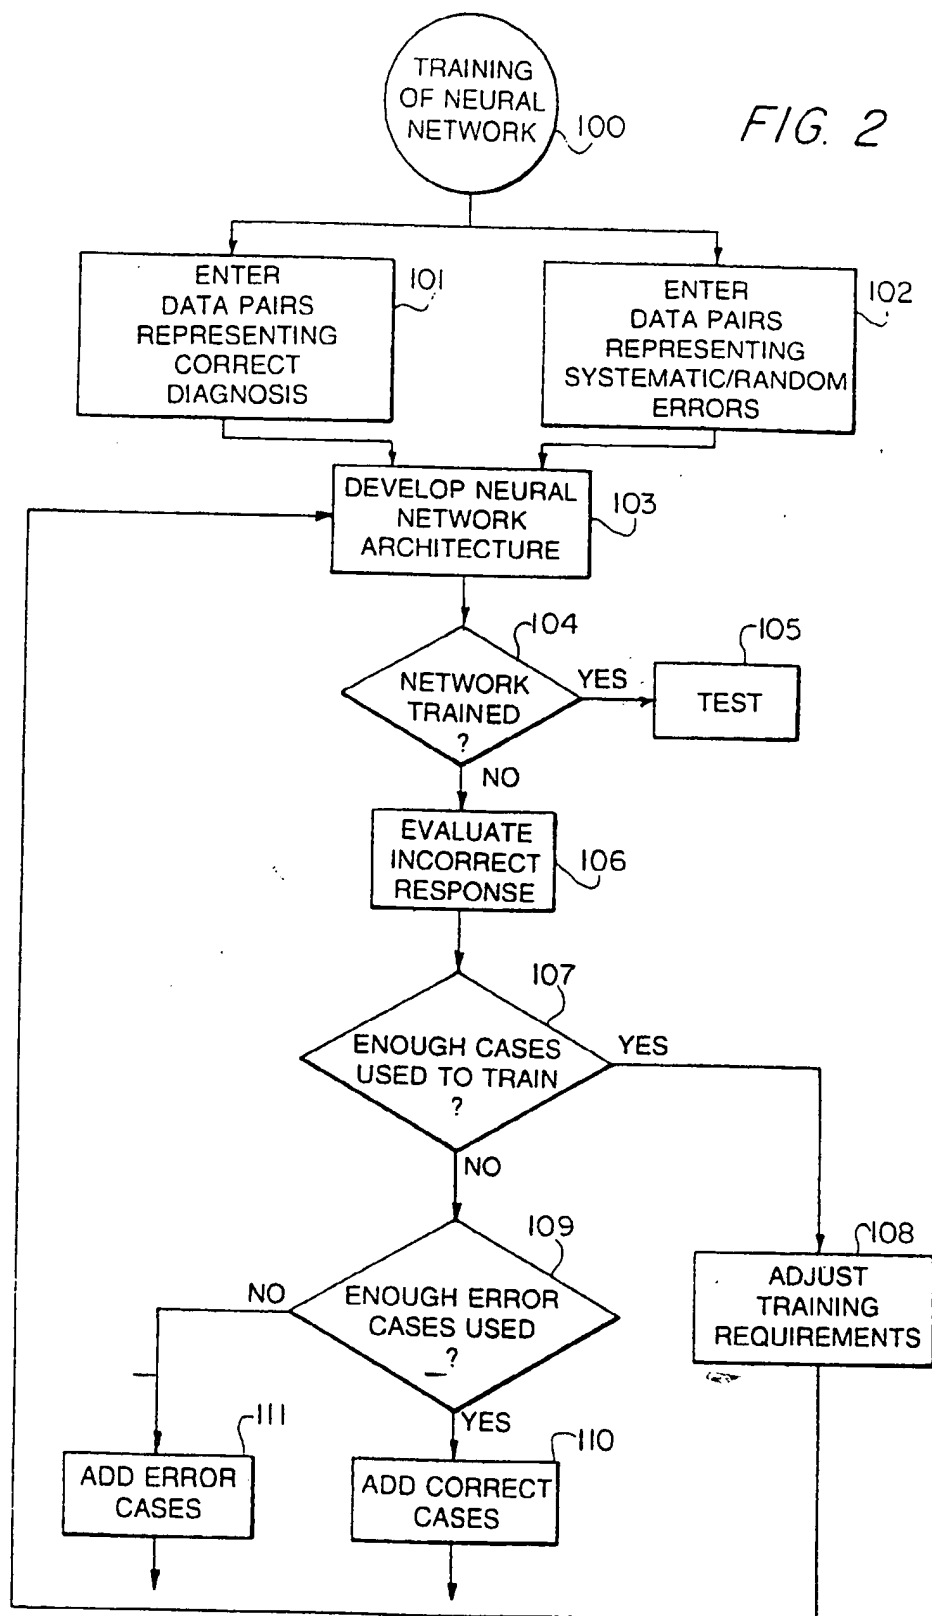 TRAINING
OF NEURAL
NETWORK
100
FIG. 2
ENTER
DATA PAIRS
REPRESENTING
CORRECT
DIAGNOSIS
101
ENTER
DATA PAIRS
REPRESENTING
SYSTEMATIC/RANDOM
ERRORS
102
DEVELOP NEURAL
NETWORK
ARCHITECTURE
103
104
NETWORK
TRAINED
?
YES
105
TEST
NO
EVALUATE
INCORRECT
RESPONSE
106
107
ENOUGH CASES
USED TO TRAIN
?
YES
NO
108
ADJUST
TRAINING
REQUIREMENTS
109
ENOUGH ERROR
CASES USED
?
NO
YES
111
ADD ERROR
CASES
110
ADD CORRECT
CASES